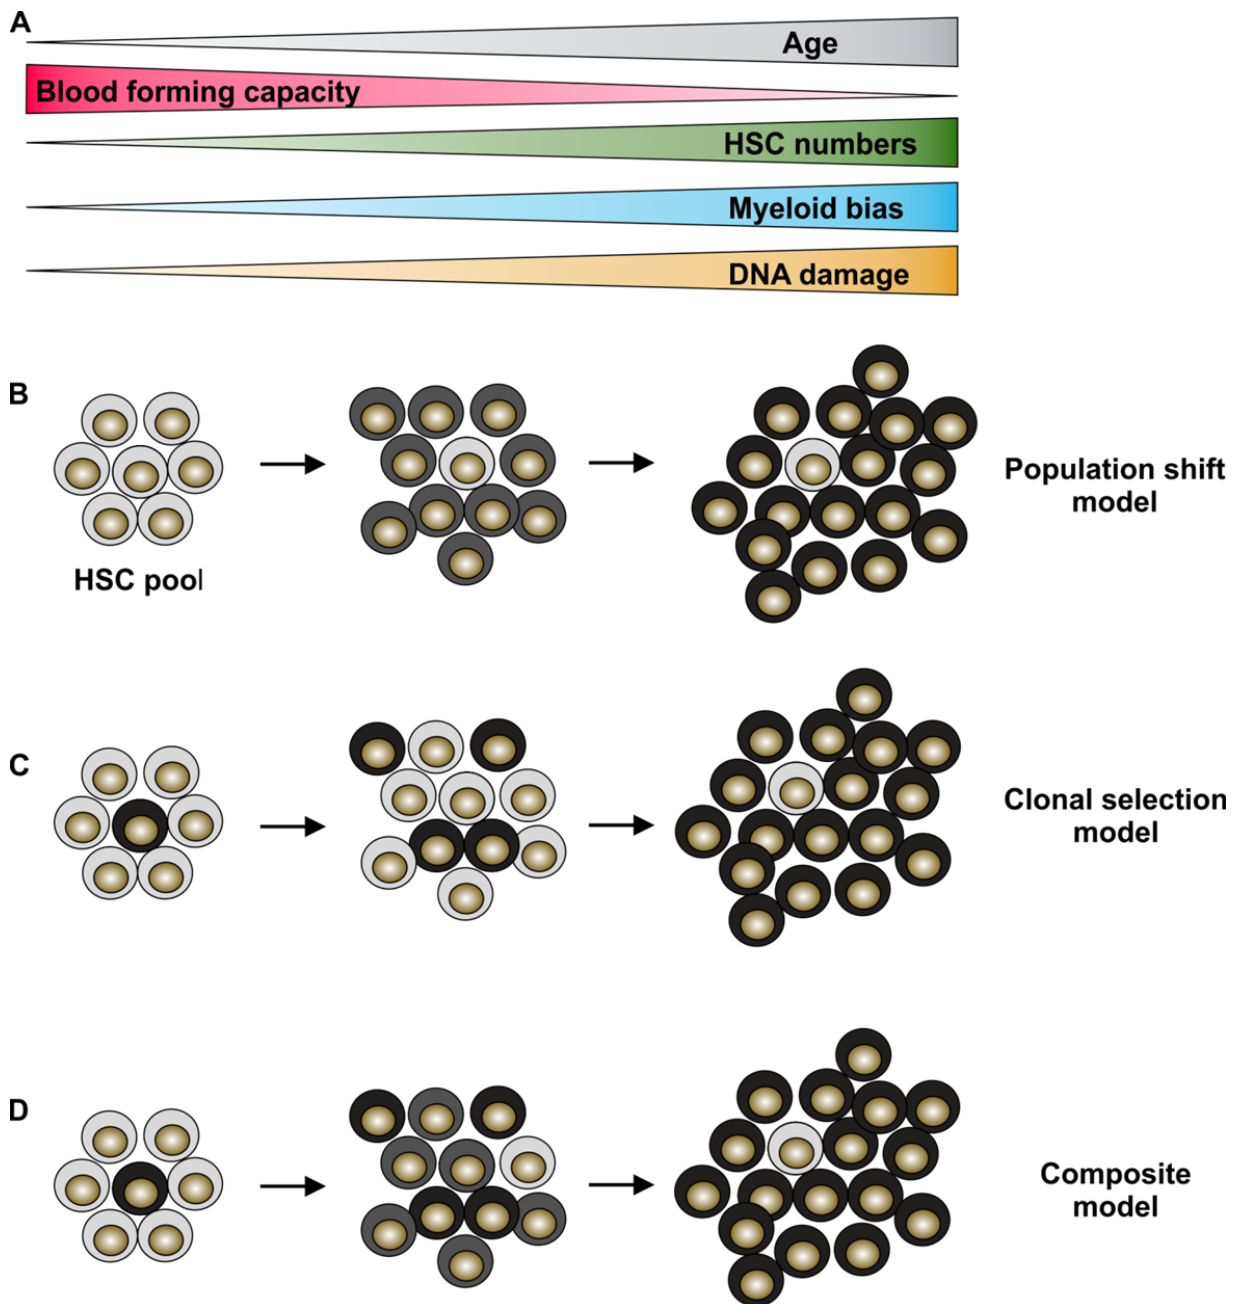 A
Age
Blood forming capacity
HSC numbers
Myeloid bias
DNA damage
B
HSC pool
Population shift
model
C
Clonal selection
model
D
Composite
model